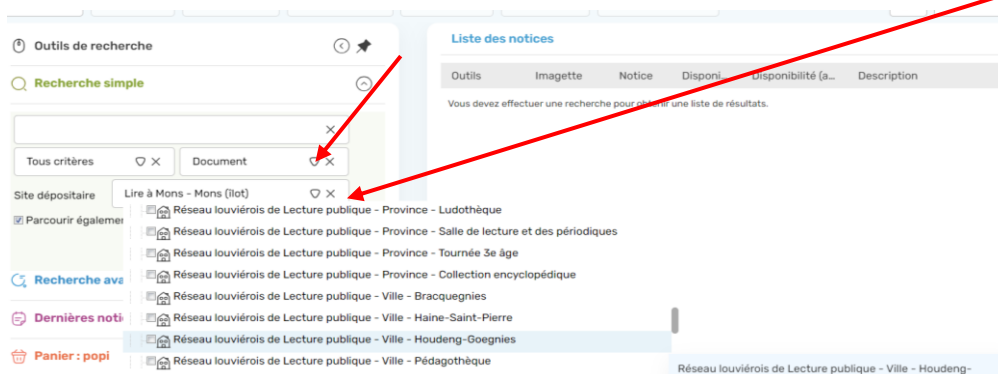 Outils de recherche
Recherche simple
Tous critères
Document
Site dépositaire
Lire à Mons - Mons (îlot)
Parcourir égalemen
Réseau louviérois de Lecture publique - Province - Ludothèque
Réseau louviérois de Lecture publique - Province - Salle de lecture et des périodiques
Réseau louviérois de Lecture publique - Province - Tournée 3e âge
Réseau louviérois de Lecture publique - Province - Collection encyclopédique
Réseau louviérois de Lecture publique - Ville - Bracquegnies
Réseau louviérois de Lecture publique - Ville - Haine-Saint-Pierre
Réseau louviérois de Lecture publique - Ville - Houdeng-Goegnies
Réseau louviérois de Lecture publique - Ville - Pédagothèque
Recherche ava
Dernières noti
Panier : popi
Liste des notices
Outils Imagette Notice Disponi... Disponibilité (a... Description
Vous devez effectuer une recherche pour obtenir une liste de résultats.
Réseau louviérois de Lecture publique - Ville - Houdeng-